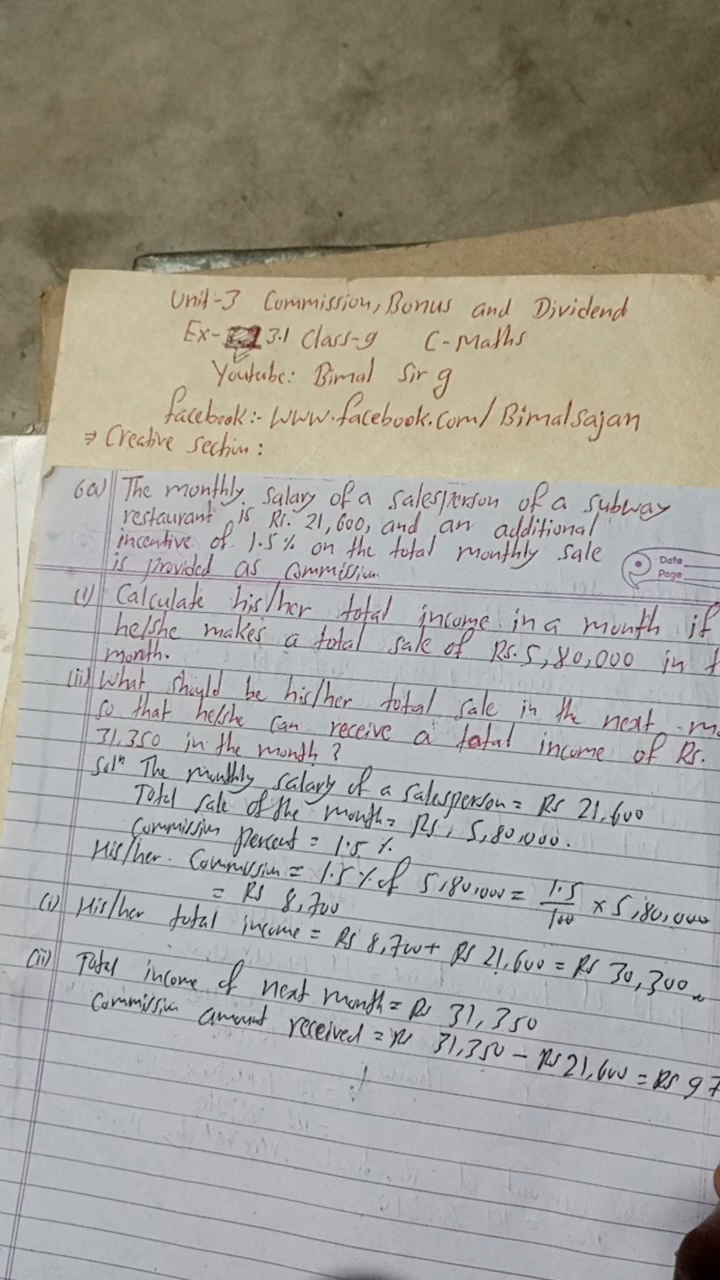 Unit-3 Commission, Bonus and Dividend
Ex- 3.1 Class-9 C-Maths
Youtube: Bimal Sir g
facebook:- www.facebook.com/Bimalsajan
⇒ Creative section:
6a) The monthly salary of a salesperson of a subway
restaurant is Rs. 21,600, and an additional
incentive of 1.5% on the total monthly sale
is provided as commission.
Date
Page
(i) Calculate his/her total income in a month if
he/she makes a total sale of Rs. 5,80,000 in t
month.
(ii) What should be his/her total sale in the next m
so that he/she can receive a total income of Rs.
31,350 in the month?
Solⁿ The monthly salary of a salesperson = Rs 21,600
Total sale of the month = Rs. 5,80,000.
Commission percent = 1.5%.
His/her Commission = 1.5% of 5,80,000 = 1.5/100 × 5,80,000
= Rs 8,700
(i) His/her total income = Rs 8,700 + Rs 21,600 = Rs 30,300
(ii) Total income of next month = Rs 31,350
Commission amount received = Rs 31,350 - Rs 21,600 = Rs 97